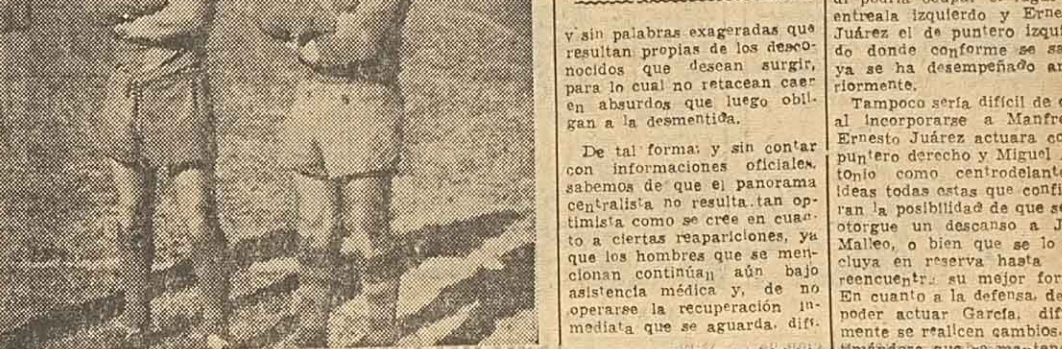 y sin palabras exageradas que
resultan propias de los desco-
nocidos que desean surgir,
para lo cual no retacean caer
en absurdos que luego obli-
gan a la desmentida.
De tal forma; y sin contar
con informaciones oficiales,
sabemos de que el panorama
centralista no resulta tan op-
timista como se cree en cuan-
to a ciertas reapariciones, ya
que los hombres que se men-
cionan continúan aún bajo
asistencia médica y, de no
operarse la recuperación in-
mediata que se aguarda, difí-
entreala izquierdo y Erne
Juárez el de puntero izqui
do donde conforme se sa
ya se ha desempeñado an
riormente.
Tampoco sería difícil de
al incorporarse a Manfre
Ernesto Juárez actuara co
puntero derecho y Miguel
tonio como centrodelant
ideas todas estas que confi
ran la posibilidad de que se
otorgue un descanso a J
Malleo, o bien que se lo
cluya en reserva hasta
reencuentr su mejor for
En cuanto a la defensa, de
poder actuar García, difí
mente se realicen cambios.